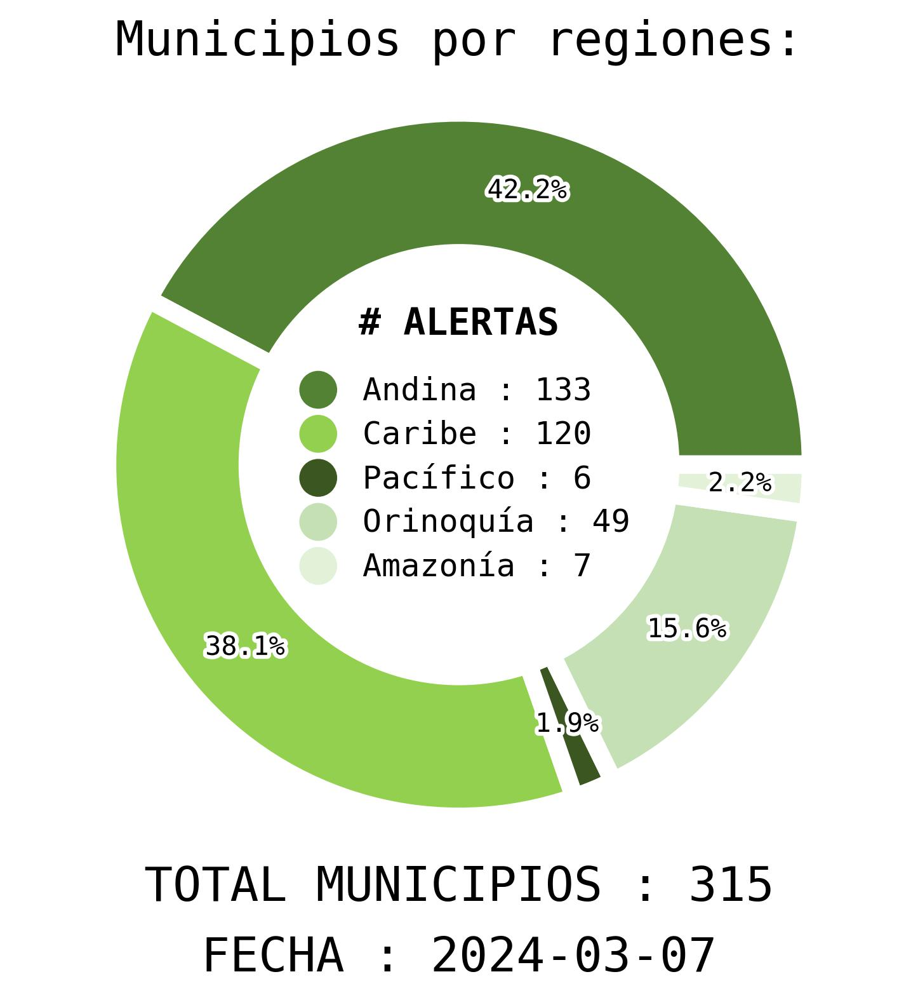 Municipios por regiones:
42.2%
# ALERTAS
Andina : 133
Caribe : 120
Pacífico : 6
Orinoquía : 49
Amazonía : 7
2.2%
15.6%
38.1%
1.9%
TOTAL MUNICIPIOS : 315
FECHA : 2024-03-07